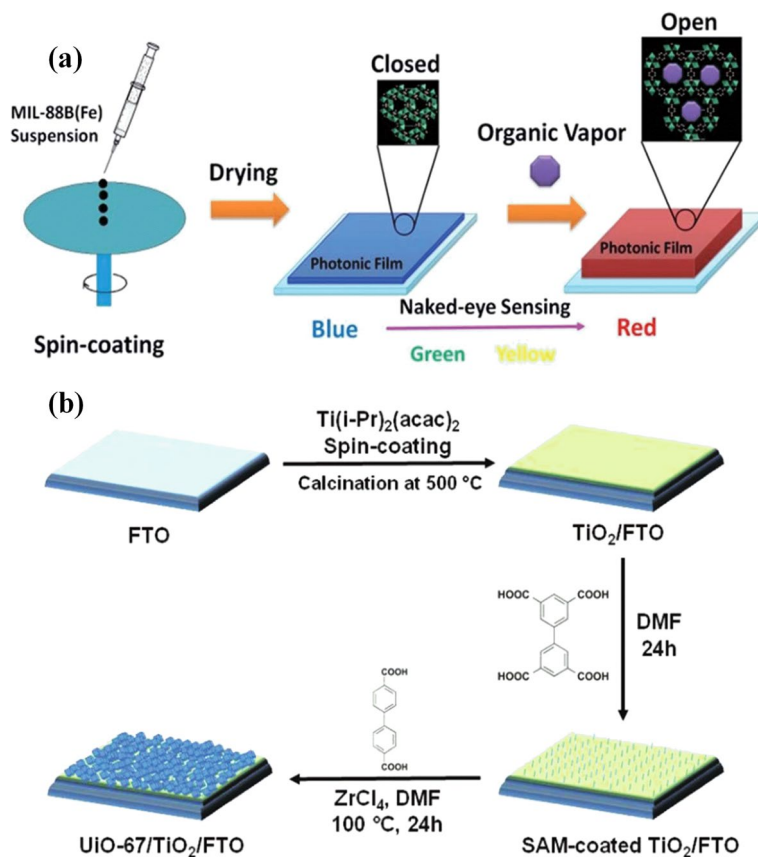 (a)
MIL-88B(Fe)
Suspension
Spin-coating
Drying
Closed
Photonic Film
Organic Vapor
Open
Photonic Film
Naked-eye Sensing
Blue
Green
Yellow
Red
(b)
FTO
Ti(i-Pr)₂(acac)₂
Spin-coating
Calcination at 500 °C
TiO₂/FTO
HOOC
COOH
HOOC
COOH
DMF
24h
SAM-coated TiO₂/FTO
COOH
COOH
ZrCl₄, DMF
100 °C, 24h
UiO-67/TiO₂/FTO